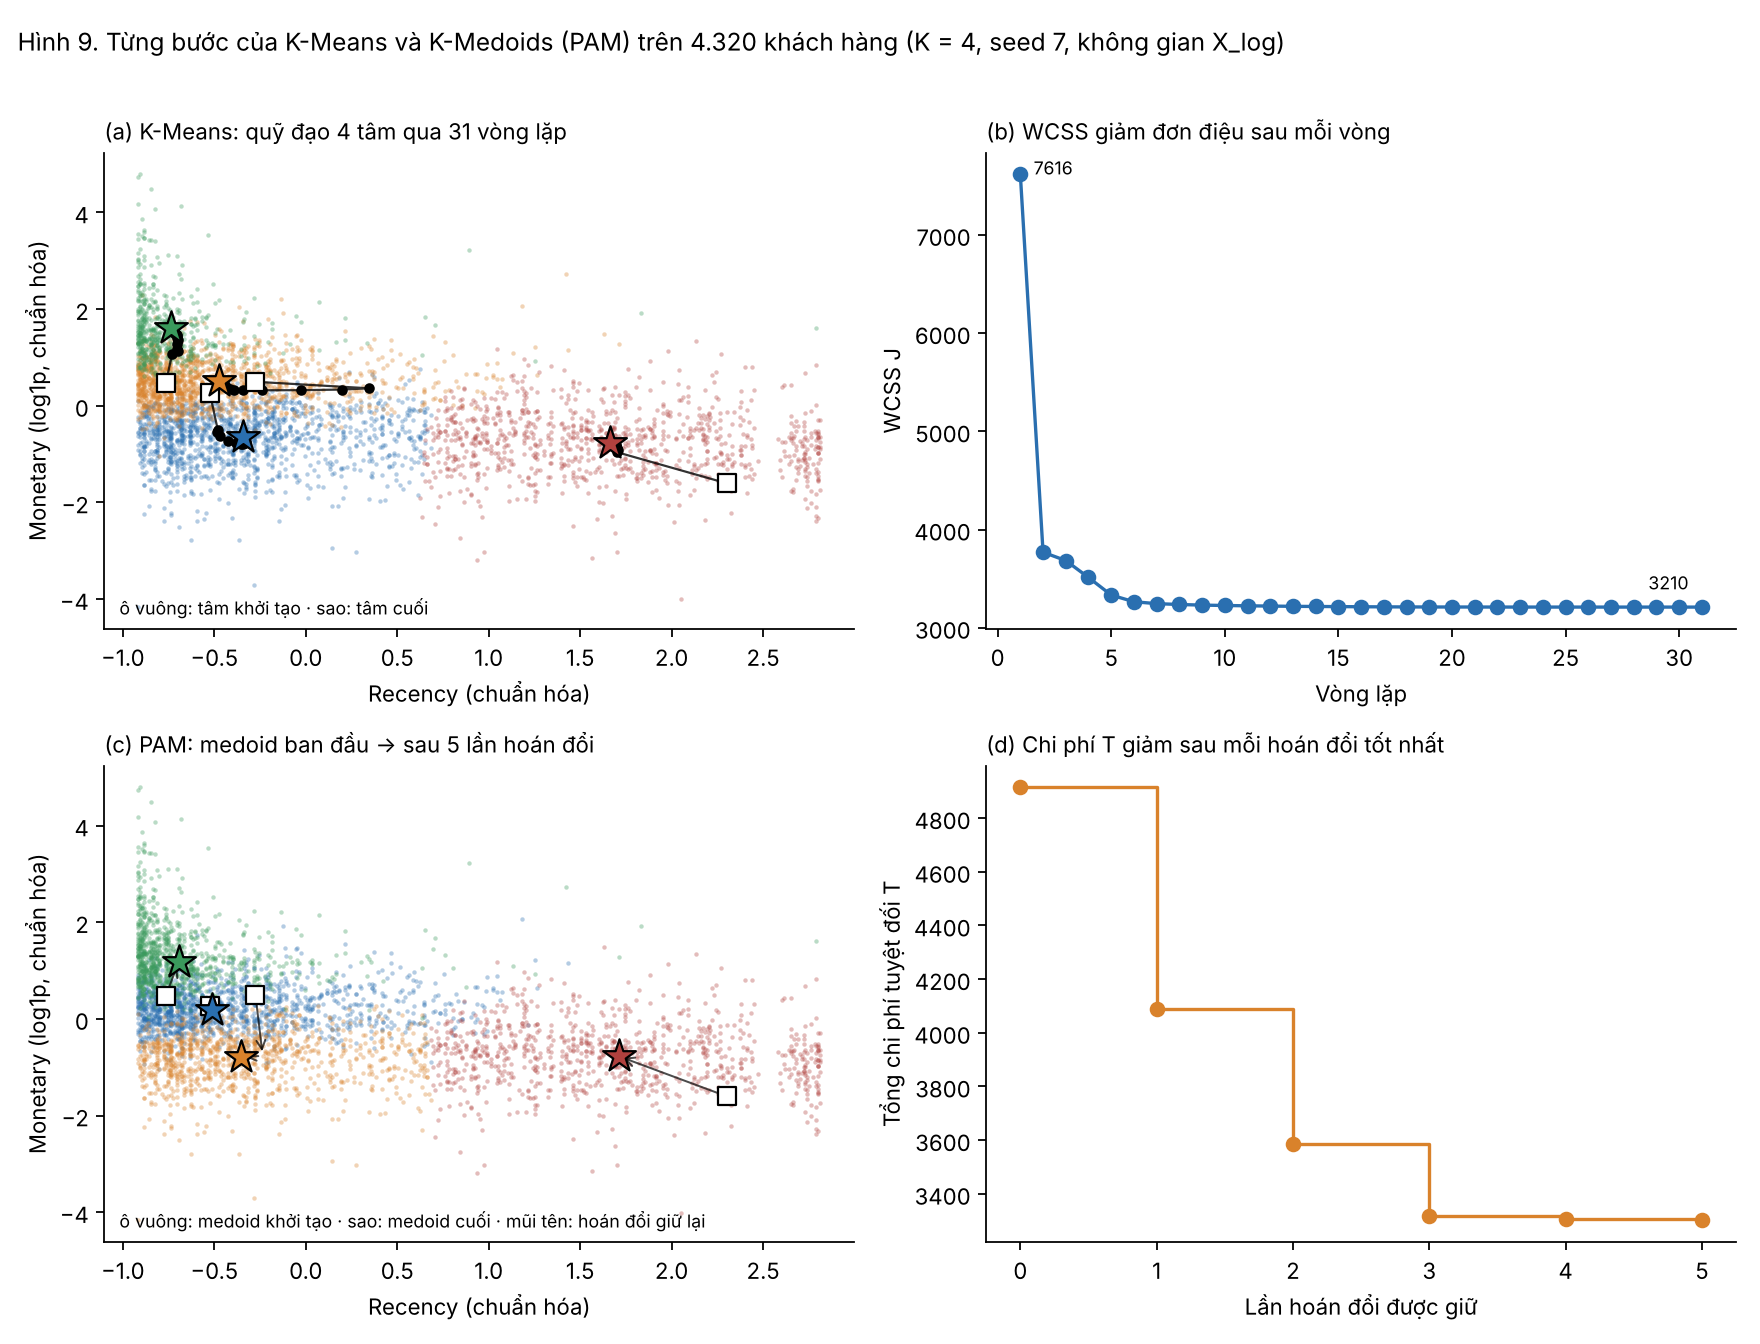 Hình 9. Từng bước của K-Means và K-Medoids (PAM) trên 4.320 khách hàng (K = 4, seed 7, không gian X_log)
(a) K-Means: quỹ đạo 4 tâm qua 31 vòng lặp
4
2
0
−2
−4
Monetary (log1p, chuẩn hóa)
ô vuông: tâm khởi tạo · sao: tâm cuối
−1.0 −0.5 0.0 0.5 1.0 1.5 2.0 2.5
Recency (chuẩn hóa)
(b) WCSS giảm đơn điệu sau mỗi vòng
7616
7000
6000
5000
4000
3000
WCSS J
3210
0 5 10 15 20 25 30
Vòng lặp
(c) PAM: medoid ban đầu → sau 5 lần hoán đổi
4
2
0
−2
−4
Monetary (log1p, chuẩn hóa)
ô vuông: medoid khởi tạo · sao: medoid cuối · mũi tên: hoán đổi giữ lại
−1.0 −0.5 0.0 0.5 1.0 1.5 2.0 2.5
Recency (chuẩn hóa)
(d) Chi phí T giảm sau mỗi hoán đổi tốt nhất
4800
4600
4400
4200
4000
3800
3600
3400
Tổng chi phí tuyệt đối T
0 1 2 3 4 5
Lần hoán đổi được giữ